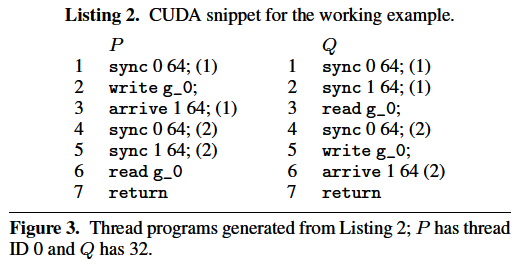 Listing 2. CUDA snippet for the working example.
P Q
1 sync 0 64; (1) 1 sync 0 64; (1)
2 write g_0; 2 sync 1 64; (1)
3 arrive 1 64; (1) 3 read g_0;
4 sync 0 64; (2) 4 sync 0 64; (2)
5 sync 1 64; (2) 5 write g_0;
6 read g_0 6 arrive 1 64 (2)
7 return 7 return
Figure 3. Thread programs generated from Listing 2; P has thread
ID 0 and Q has 32.